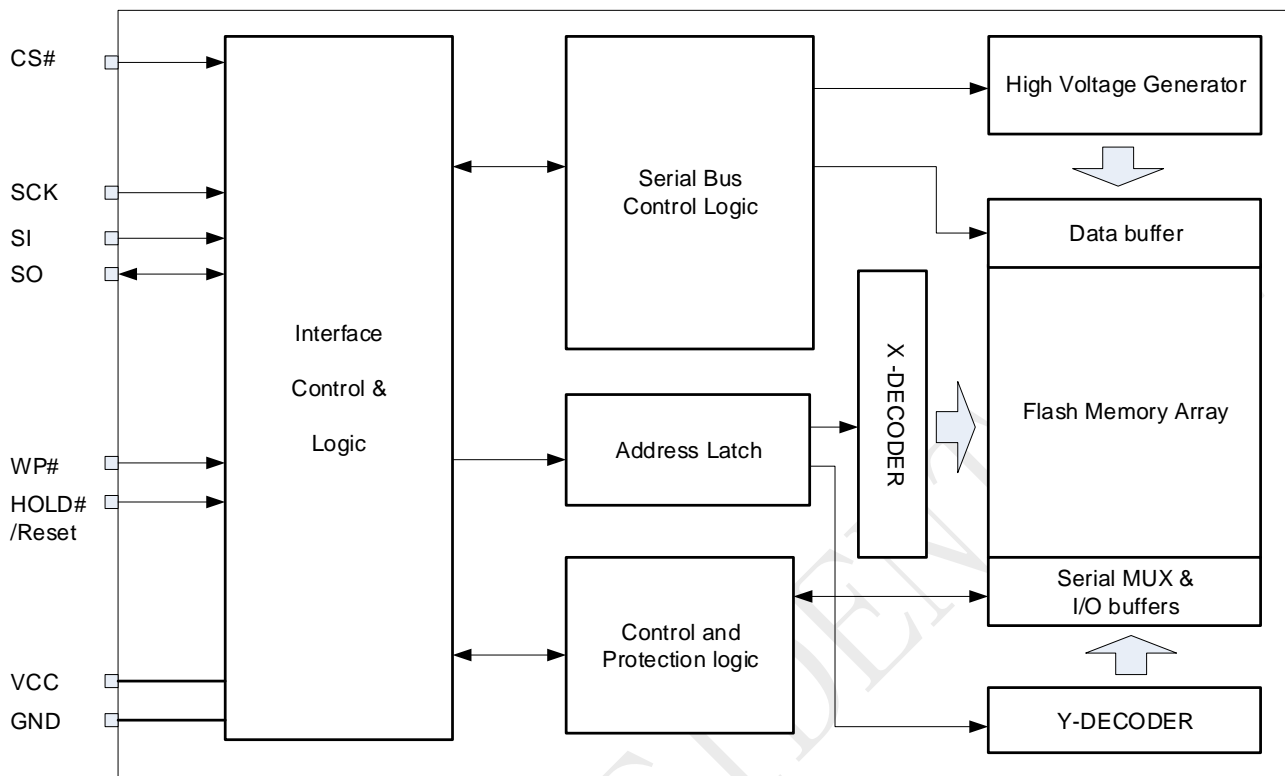 CS#
SCK
SI
SO
WP#
HOLD#
/Reset
VCC
GND
Interface
Control &
Logic
Serial Bus
Control Logic
Address Latch
Control and
Protection logic
X -DECODER
High Voltage Generator
Data buffer
Flash Memory Array
Serial MUX &
I/O buffers
Y-DECODER